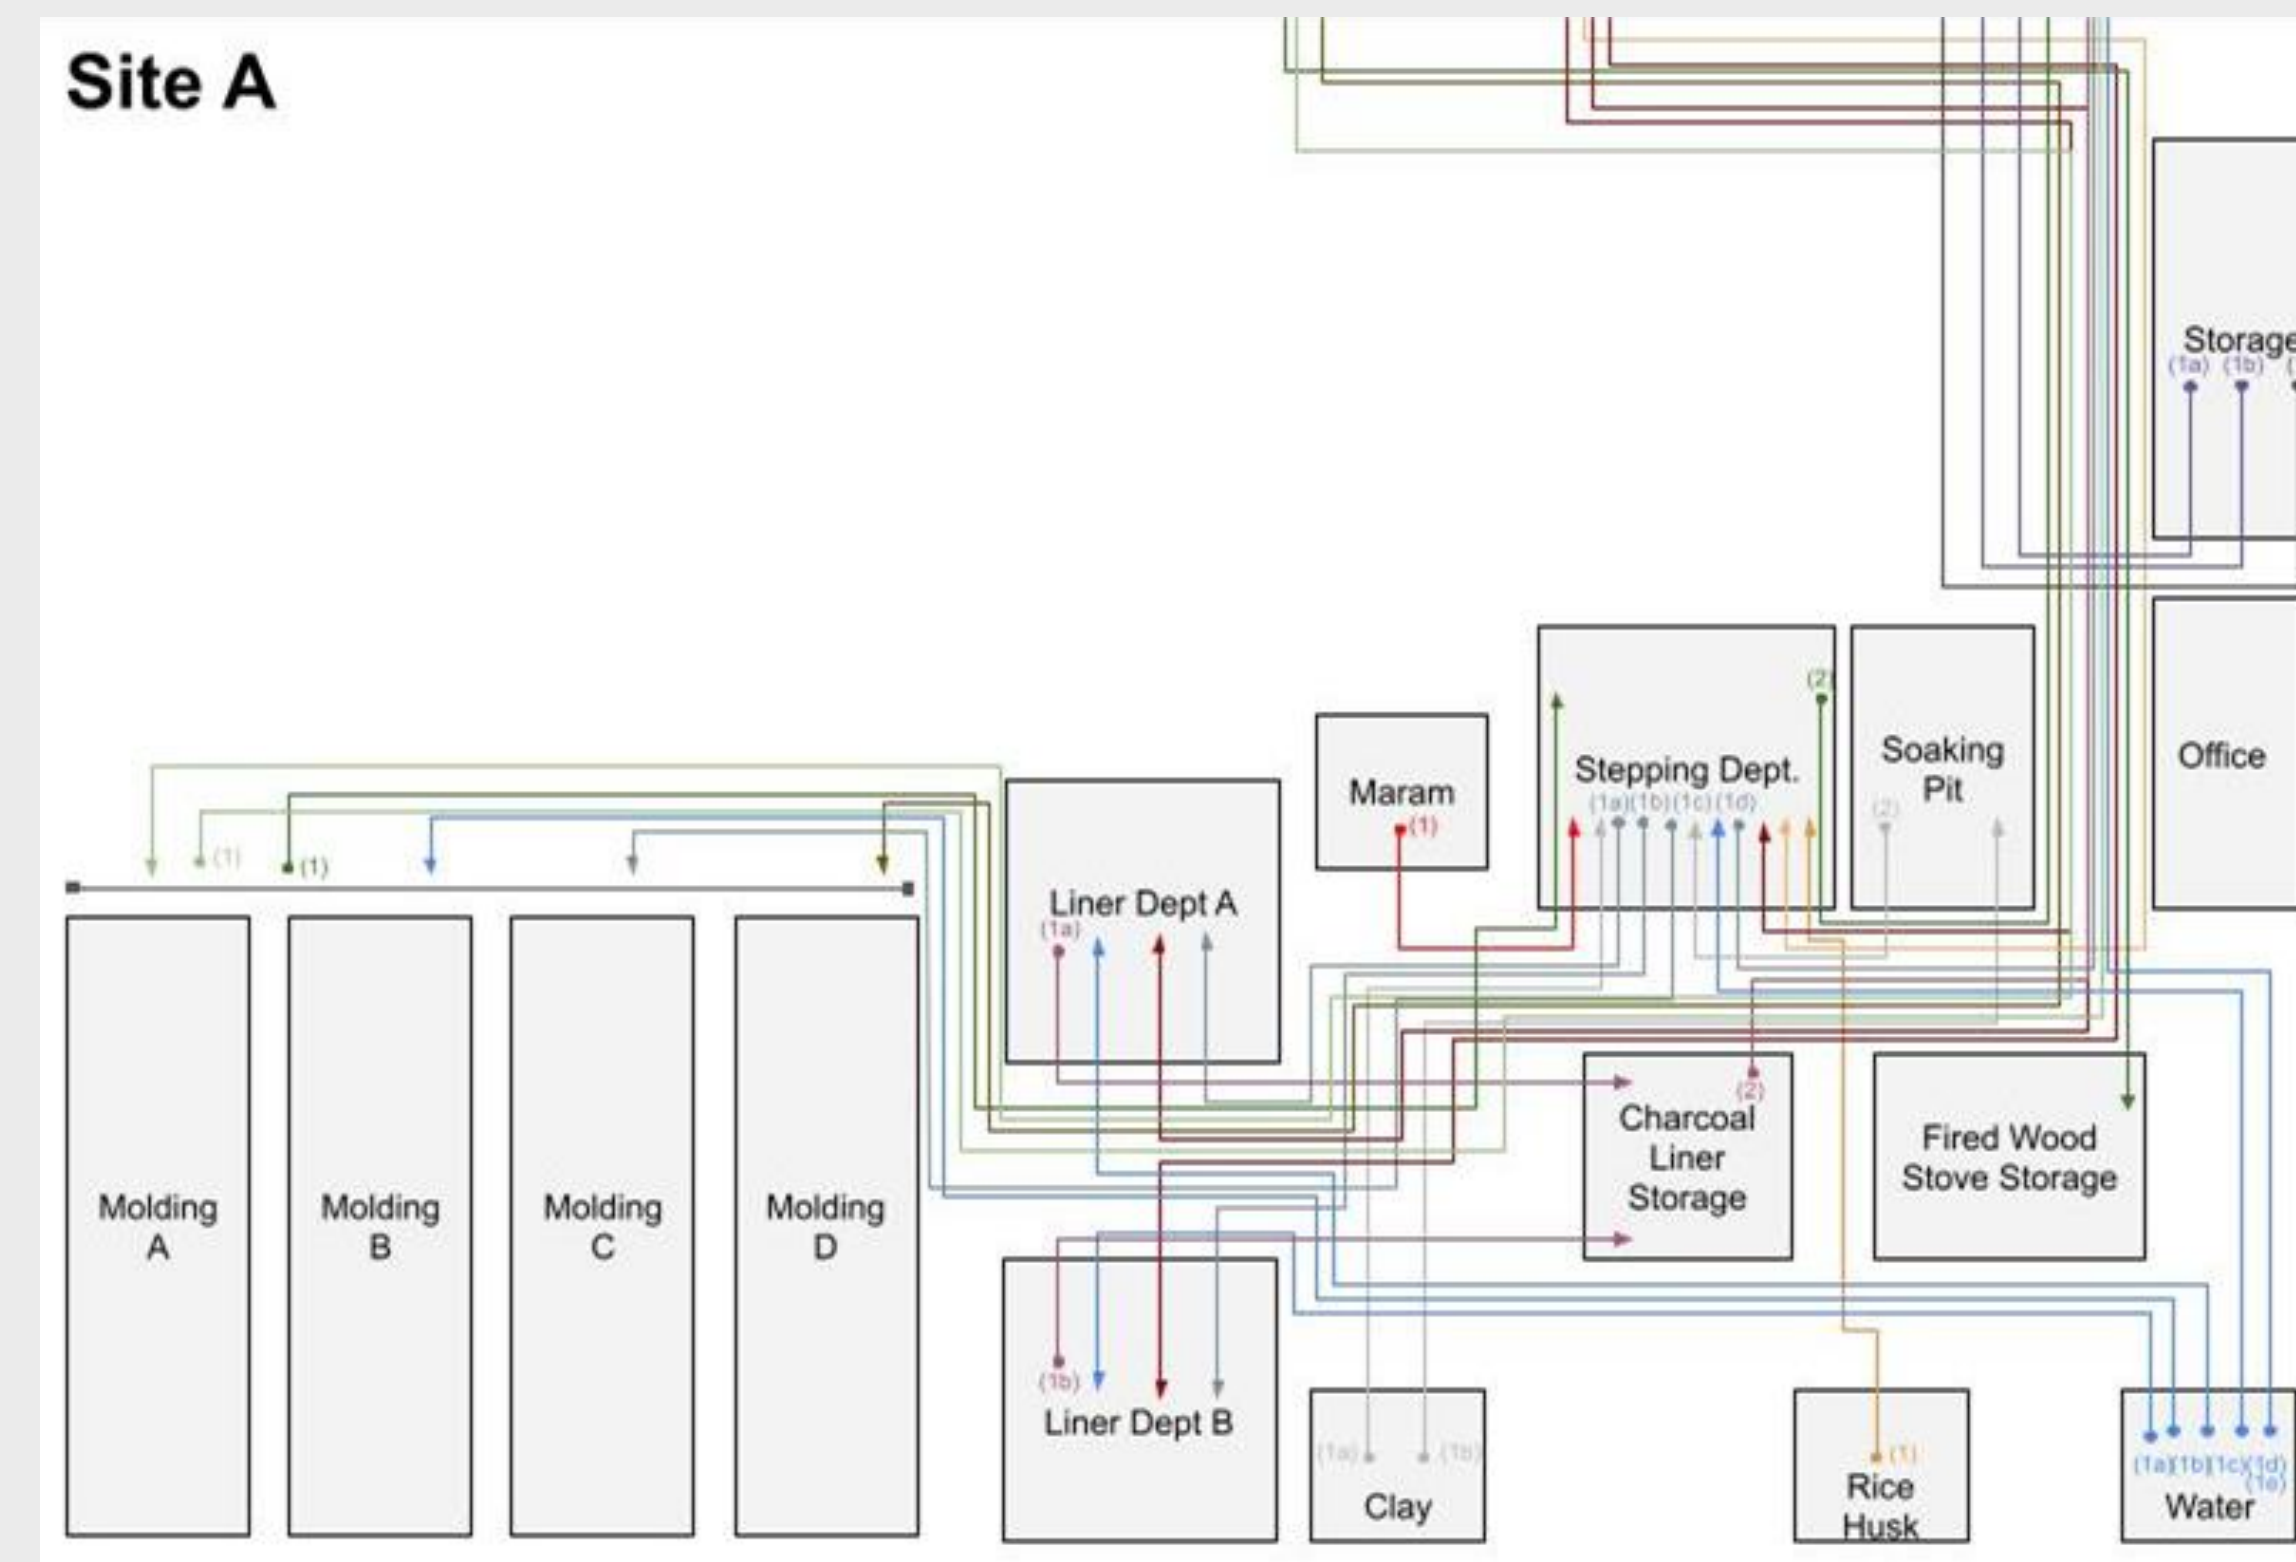 Site A
Storage
(1a) (1b)
(2)
Soaking
Pit
Office
Maram
(1)
Stepping Dept.
(1a)(1b)(1c)(1d)
(2)
(1)
(1)
Liner Dept A
(1a)
(2)
Charcoal
Liner
Storage
Fired Wood
Stove Storage
Molding
A
Molding
B
Molding
C
Molding
D
(1b)
Liner Dept B
(1a)
(1b)
Clay
(1)
Rice
Husk
(1a)(1b)(1c)(1d)
(1e)
Water